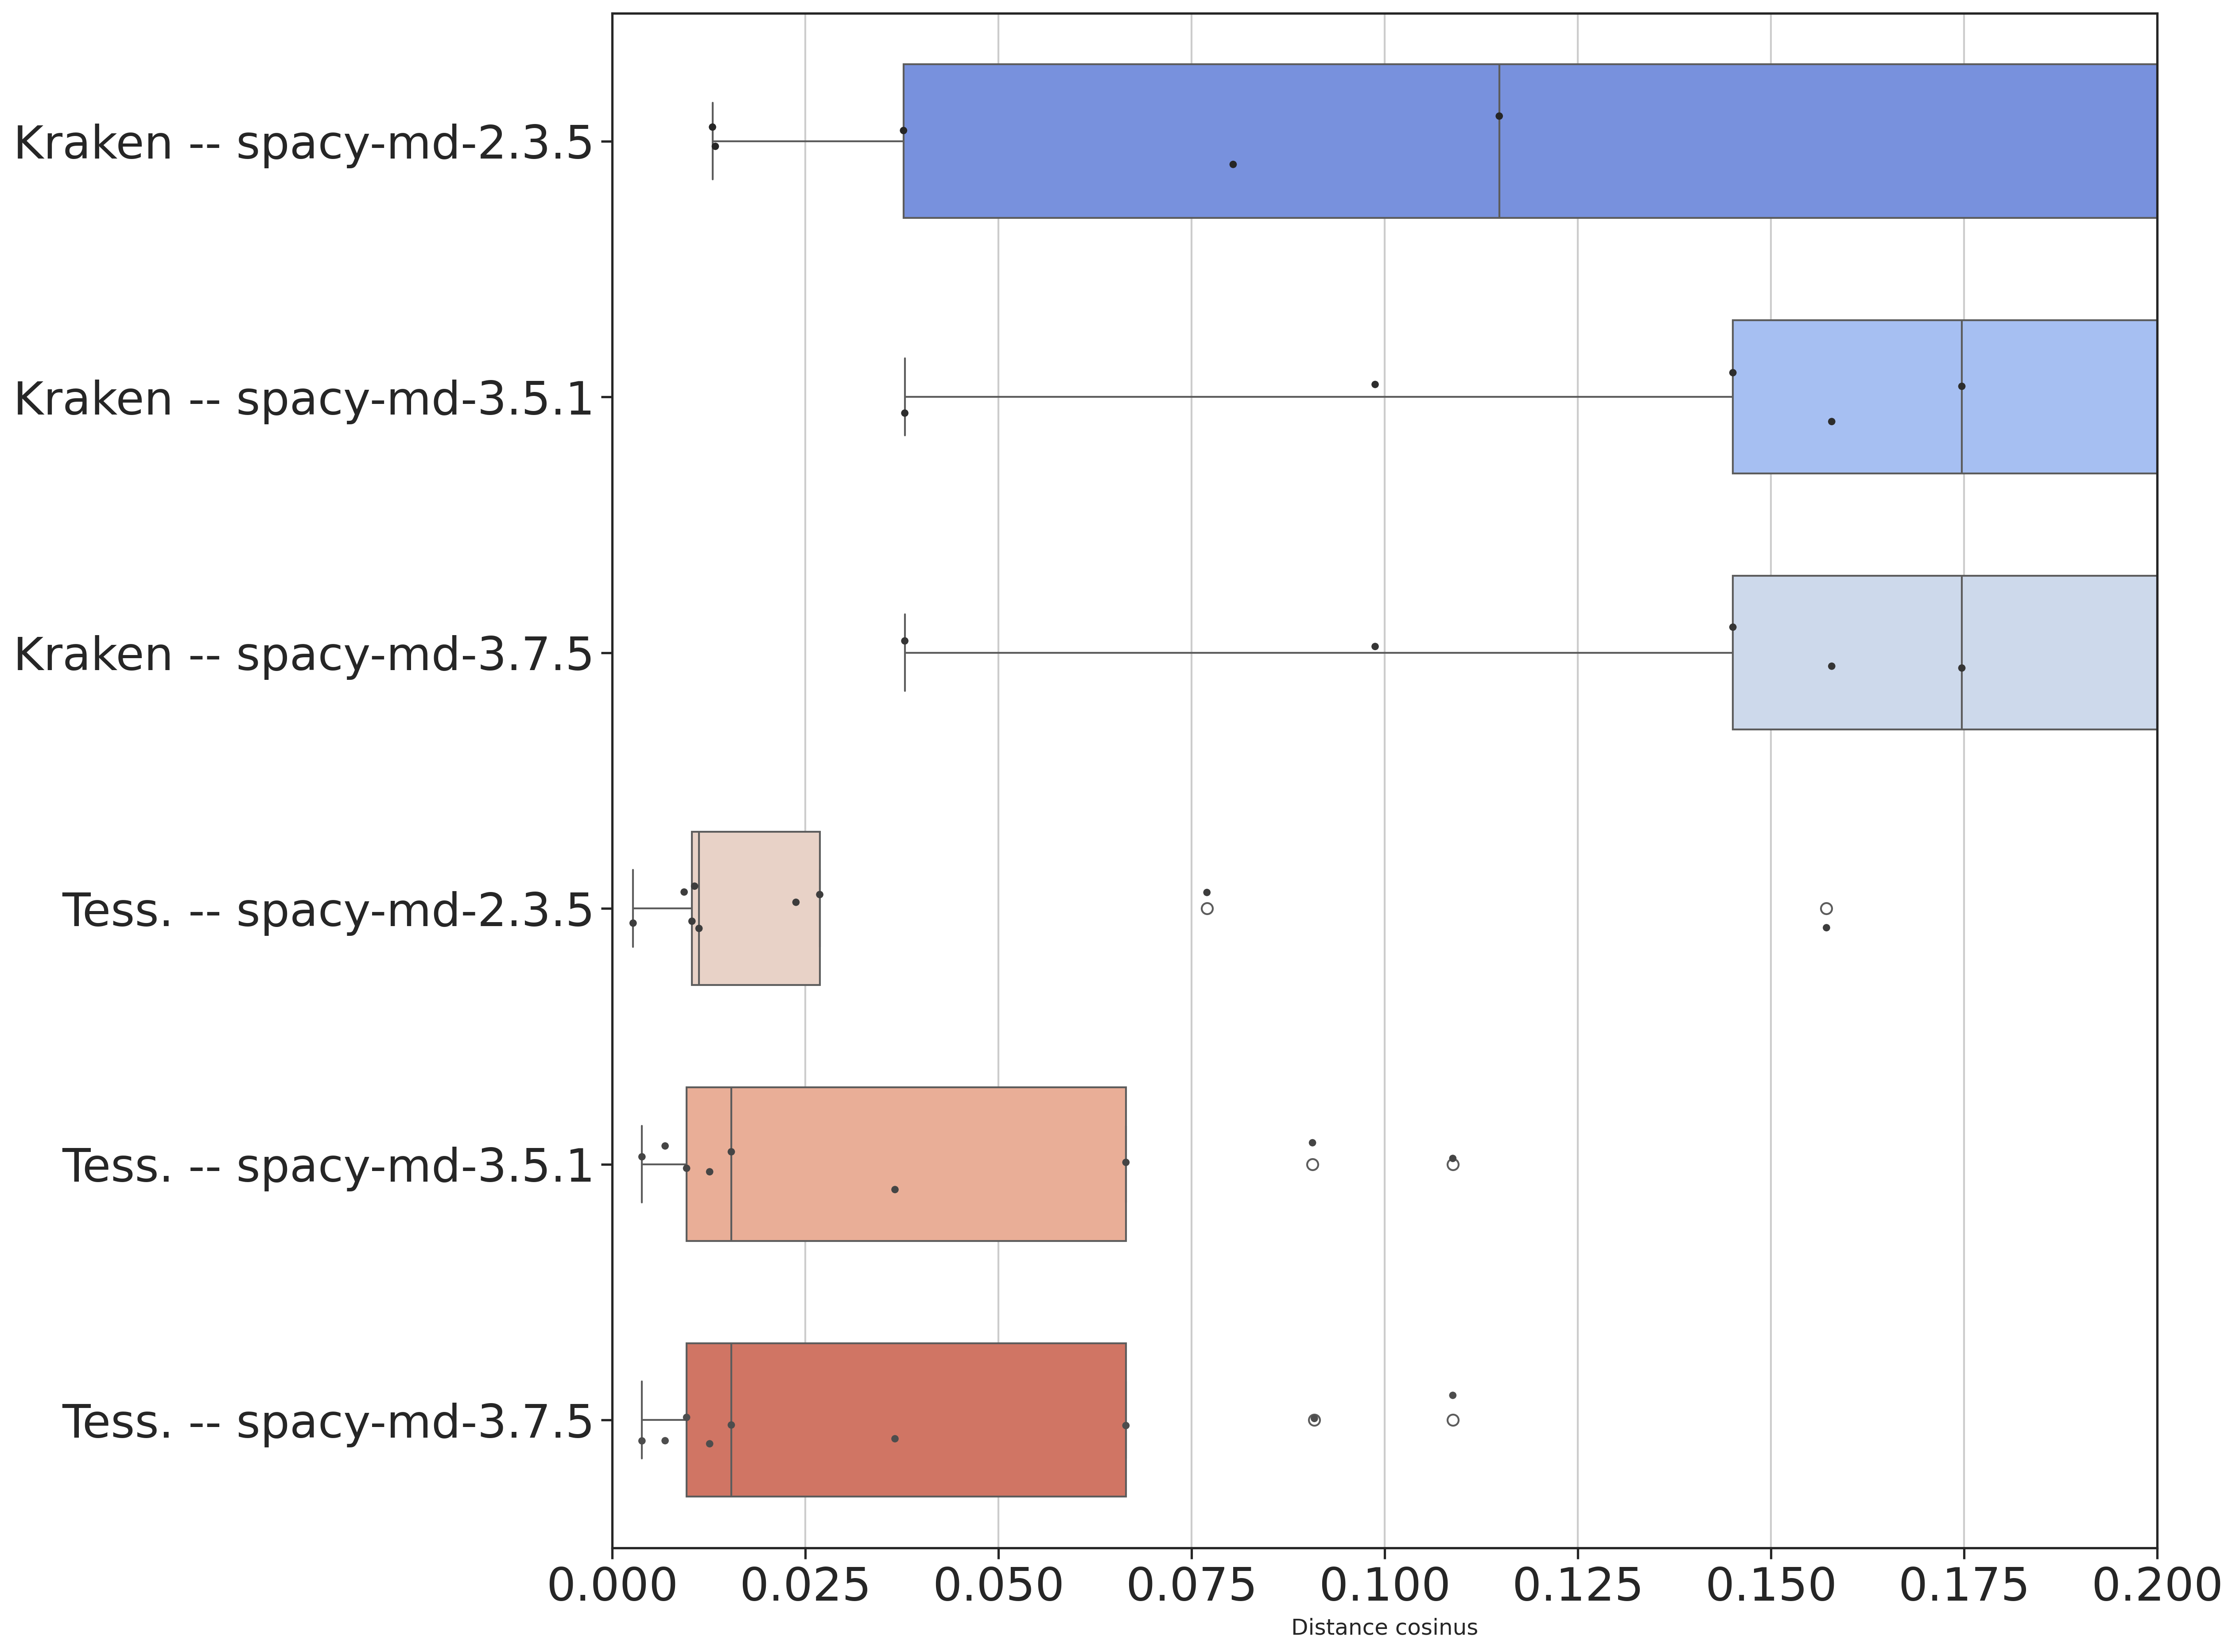 Kraken -- spacy-md-2.3.5
Kraken -- spacy-md-3.5.1
Kraken -- spacy-md-3.7.5
Tess. -- spacy-md-2.3.5
Tess. -- spacy-md-3.5.1
Tess. -- spacy-md-3.7.5
0.000 0.025 0.050 0.075 0.100 0.125 0.150 0.175 0.200
Distance cosinus